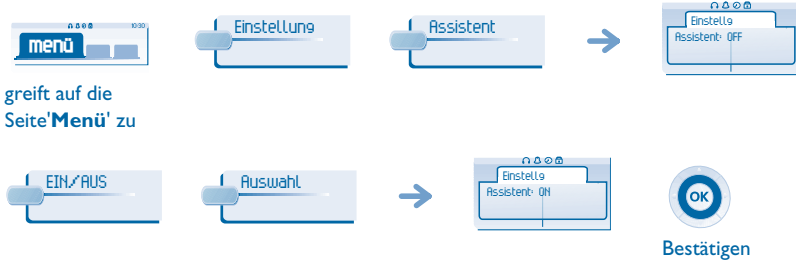 10:30
menü
Einstellung
Assistent
Einstellg
Assistent: OFF
greift auf die
Seite'Menü' zu
EIN/AUS
Auswahl
Einstellg
Assistent: ON
OK
Bestätigen